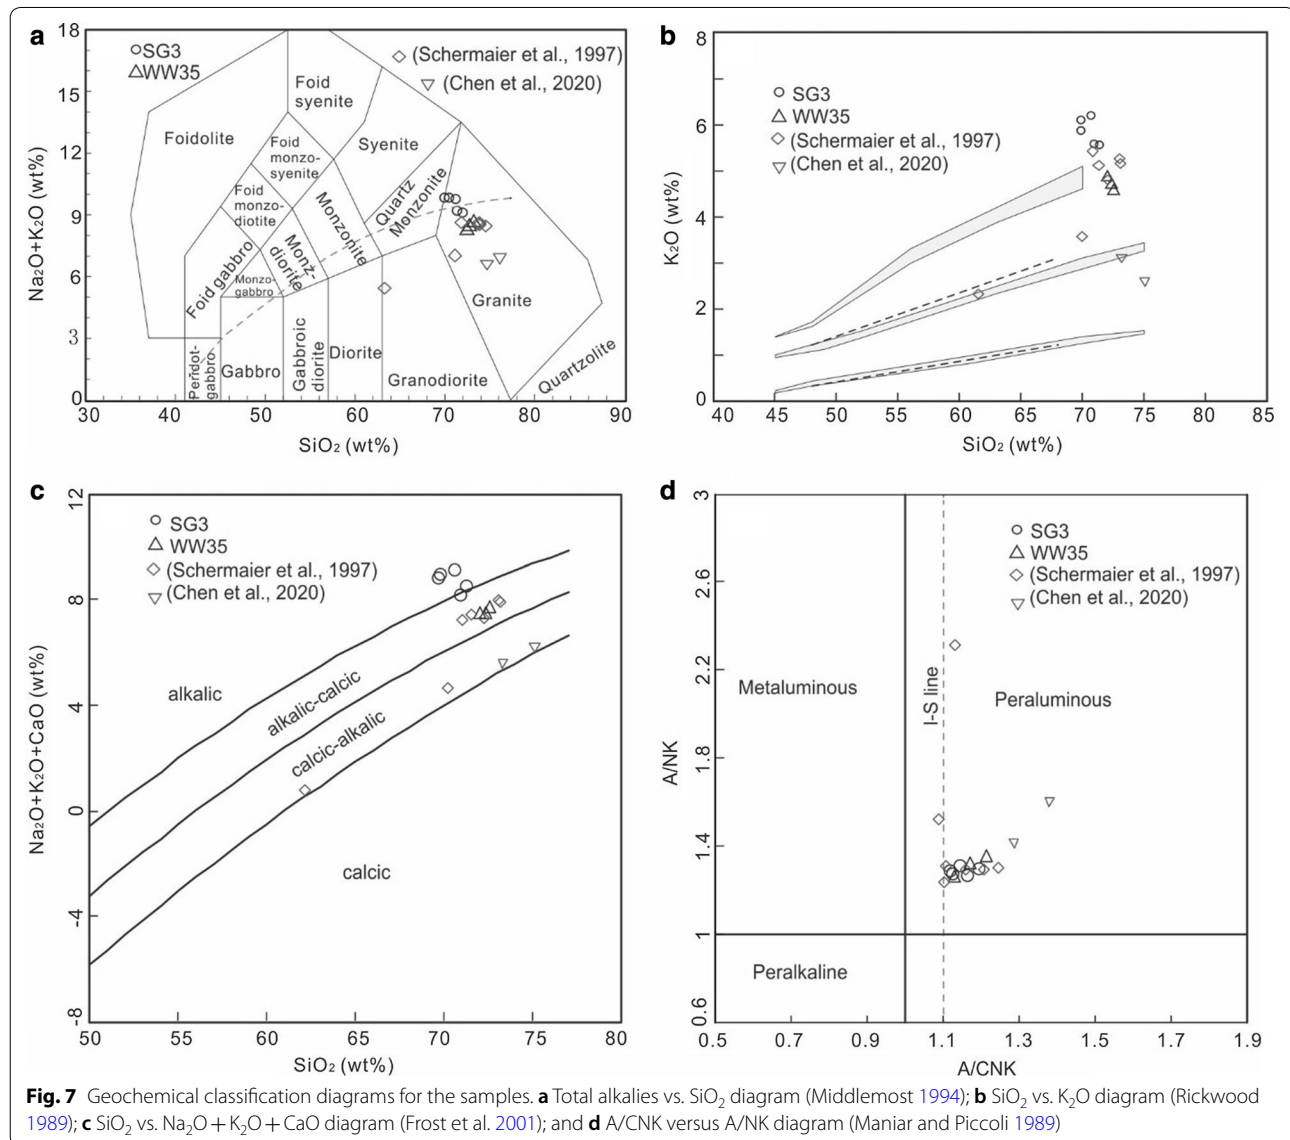 a
18
15
12
9
6
3
0
Na₂O+K₂O (wt%)
SG3
WW35
(Schermaier et al., 1997)
(Chen et al., 2020)
Foidolite
Foid
syenite
Foid
monzo-
syenite
Syenite
Foid
monzo-
diotite
Quartz
Monzonite
Monzonite
Monz-
diorite
Foid gabbro
Monzo-
gabbro
Peridot-
gabbro
Gabbro
Gabbroic
diorite
Diorite
Granodiorite
Granite
Quartzolite
30 40 50 60 70 80 90
SiO₂ (wt%)
b
8
6
4
2
0
K₂O (wt%)
SG3
WW35
(Schermaier et al., 1997)
(Chen et al., 2020)
40 45 50 55 60 65 70 75 80 85
SiO₂ (wt%)
c
12
8
4
0
-4
-8
Na₂O+K₂O+CaO (wt%)
SG3
WW35
(Schermaier et al., 1997)
(Chen et al., 2020)
alkalic
alkalic-calcic
calcic-alkalic
calcic
50 55 60 65 70 75 80
SiO₂ (wt%)
d
3
2.6
2.2
1.8
1.4
1
0.6
A/NK
SG3
WW35
(Schermaier et al., 1997)
(Chen et al., 2020)
Metaluminous
I-S line
Peraluminous
Peralkaline
0.5 0.7 0.9 1.1 1.3 1.5 1.7 1.9
A/CNK
Fig. 7 Geochemical classification diagrams for the samples. a Total alkalies vs. SiO₂ diagram (Middlemost 1994); b SiO₂ vs. K₂O diagram (Rickwood
1989); c SiO₂ vs. Na₂O + K₂O + CaO diagram (Frost et al. 2001); and d A/CNK versus A/NK diagram (Maniar and Piccoli 1989)